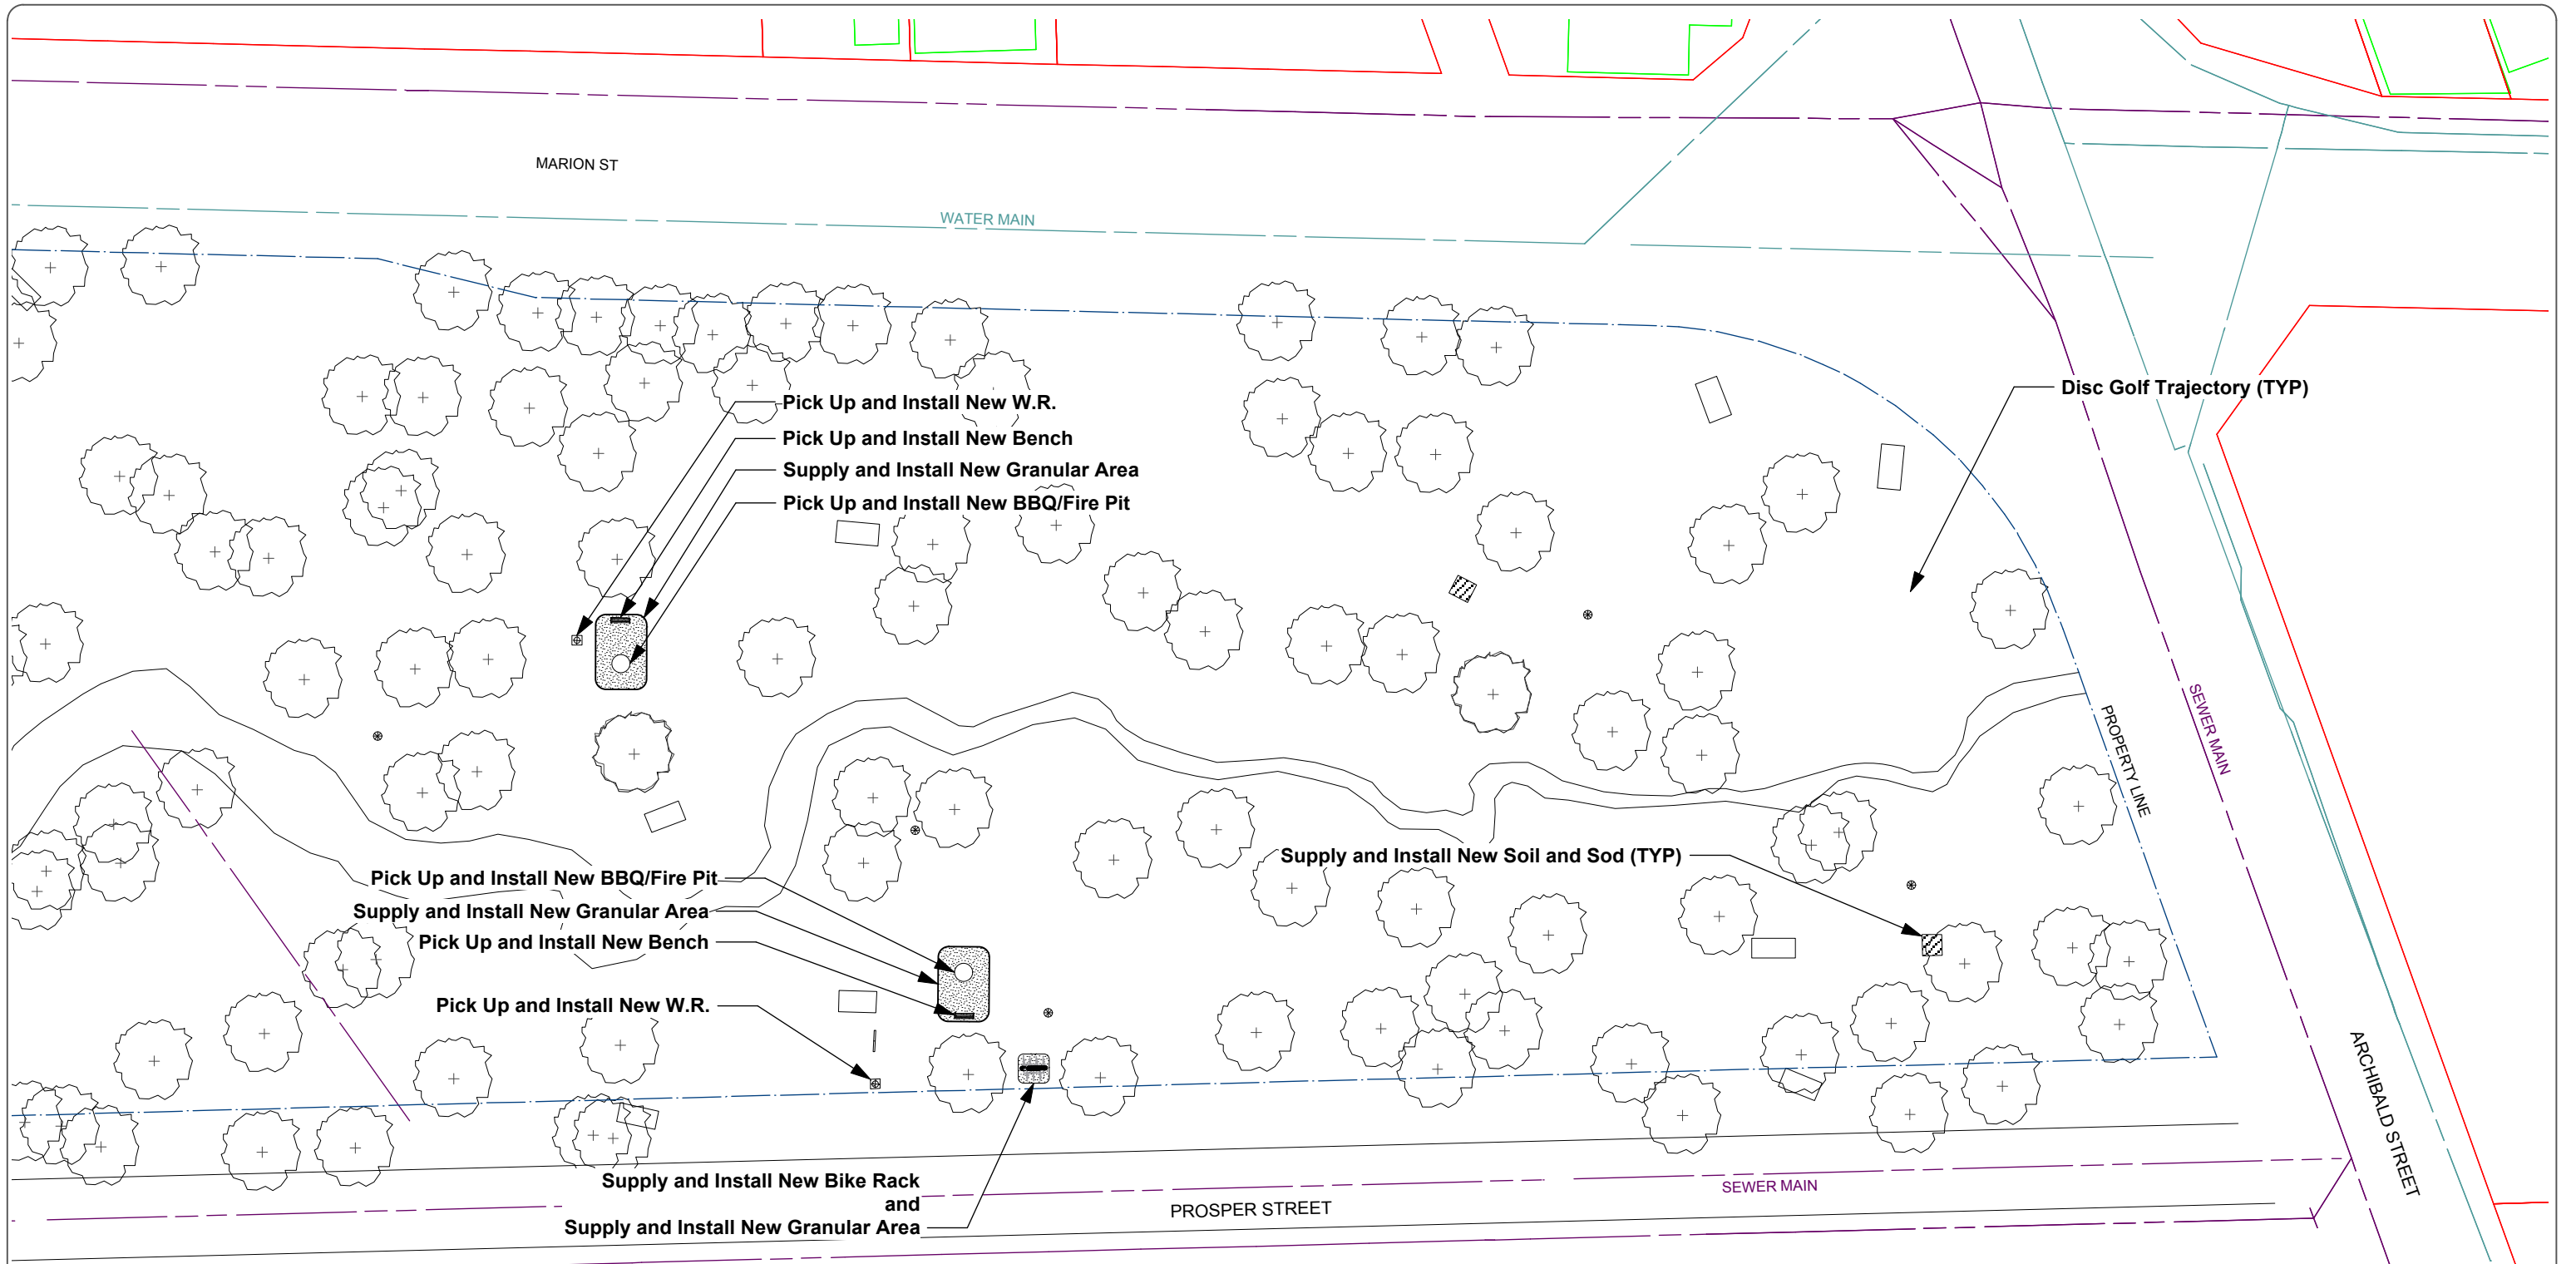 MARION ST
WATER MAIN
Disc Golf Trajectory (TYP)
Pick Up and Install New W.R.
Pick Up and Install New Bench
Supply and Install New Granular Area
Pick Up and Install New BBQ/Fire Pit
SEWER MAIN
PROPERTY LINE
Supply and Install New Soil and Sod (TYP)
Pick Up and Install New BBQ/Fire Pit
Supply and Install New Granular Area
Pick Up and Install New Bench
Pick Up and Install New W.R.
ARCHIBALD STREET
Supply and Install New Bike Rack
and
Supply and Install New Granular Area
SEWER MAIN
PROSPER STREET